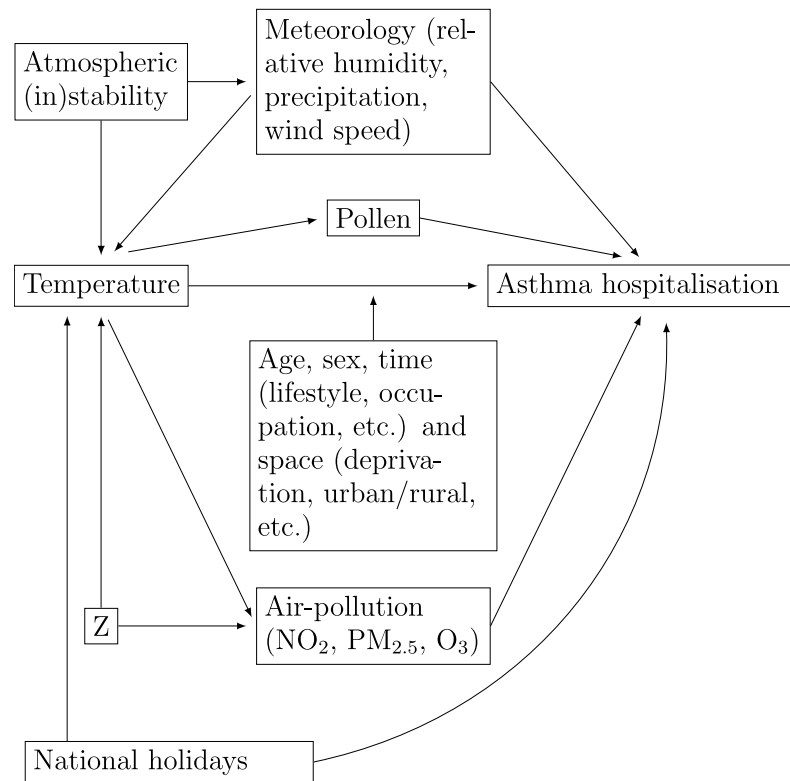 Atmospheric
(in)stability
Meteorology (rel-
ative humidity,
precipitation,
wind speed)
Pollen
Temperature
Asthma hospitalisation
Age, sex, time
(lifestyle, occu-
pation, etc.) and
space (depriva-
tion, urban/rural,
etc.)
Z
Air-pollution
(NO₂, PM₂.₅, O₃)
National holidays